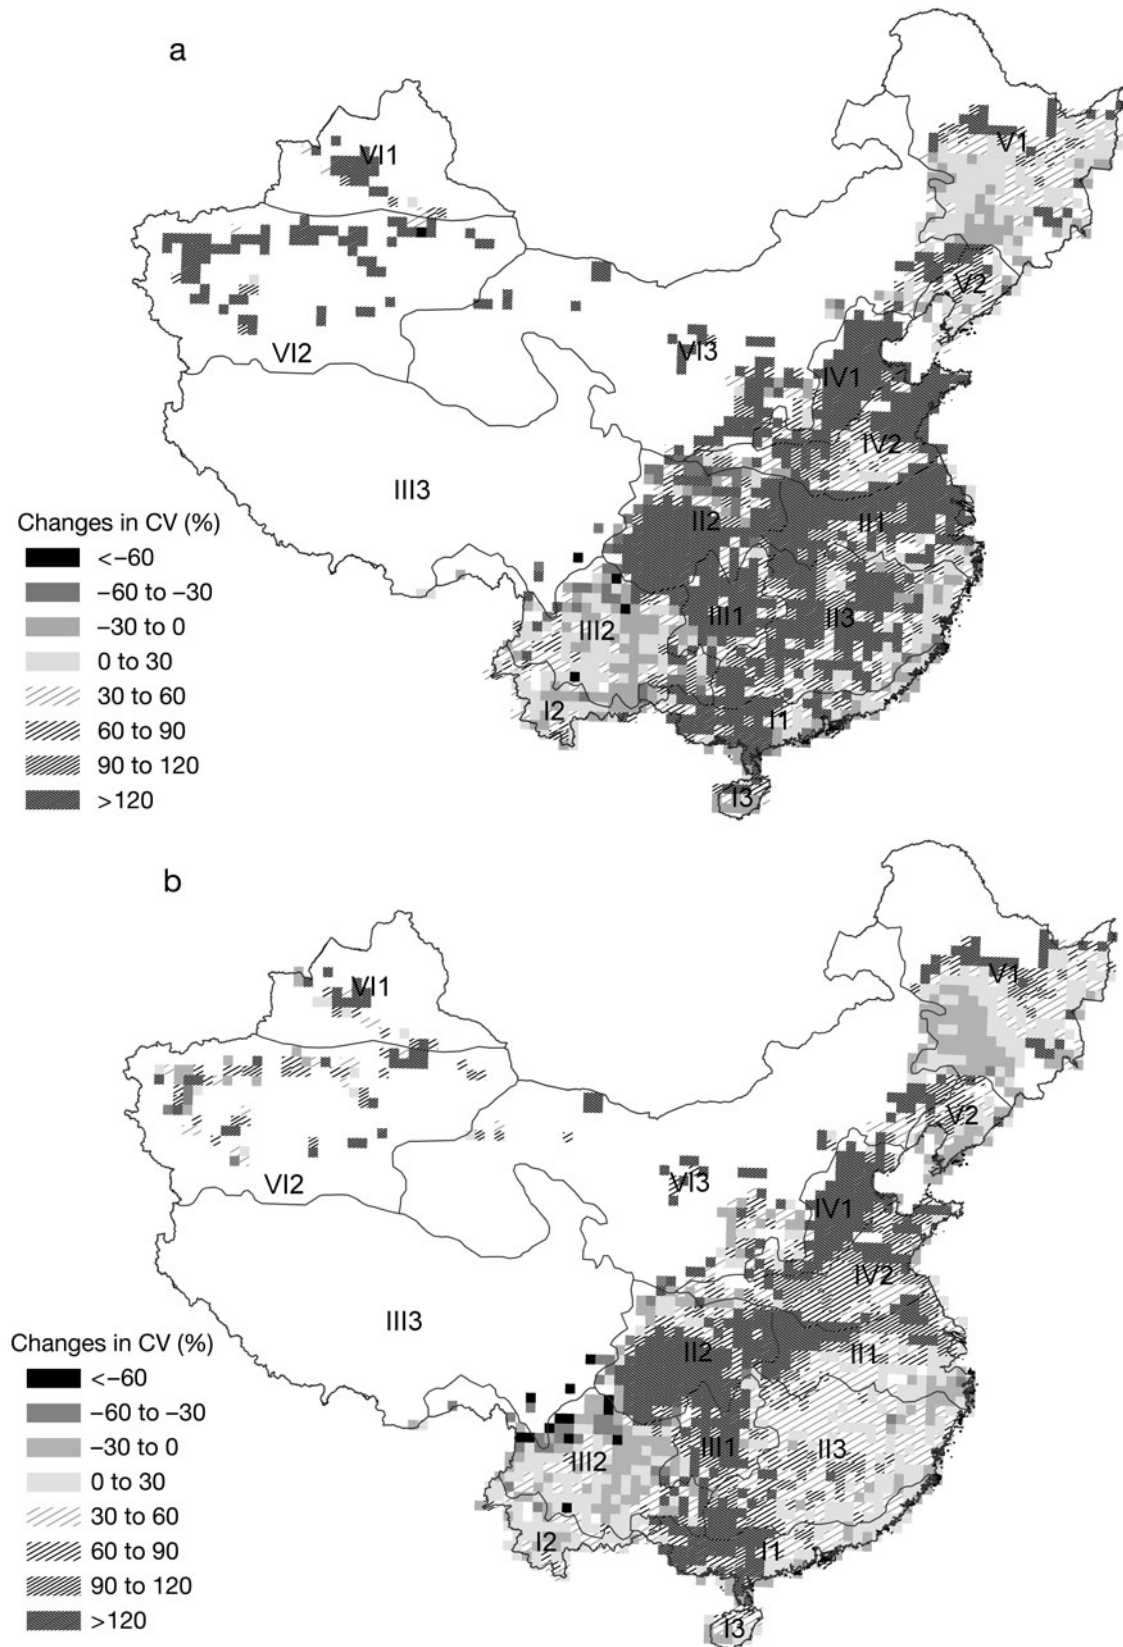 a
VI1
V1
V2
VI2
VI3
IV1
IV2
III3
II2
II1
III1
II3
III2
I2
I1
I3
Changes in CV (%)
<–60
–60 to –30
–30 to 0
0 to 30
30 to 60
60 to 90
90 to 120
>120
b
VI1
V1
V2
VI2
VI3
IV1
IV2
III3
II2
II1
III1
II3
III2
I2
I1
I3
Changes in CV (%)
<–60
–60 to –30
–30 to 0
0 to 30
30 to 60
60 to 90
90 to 120
>120